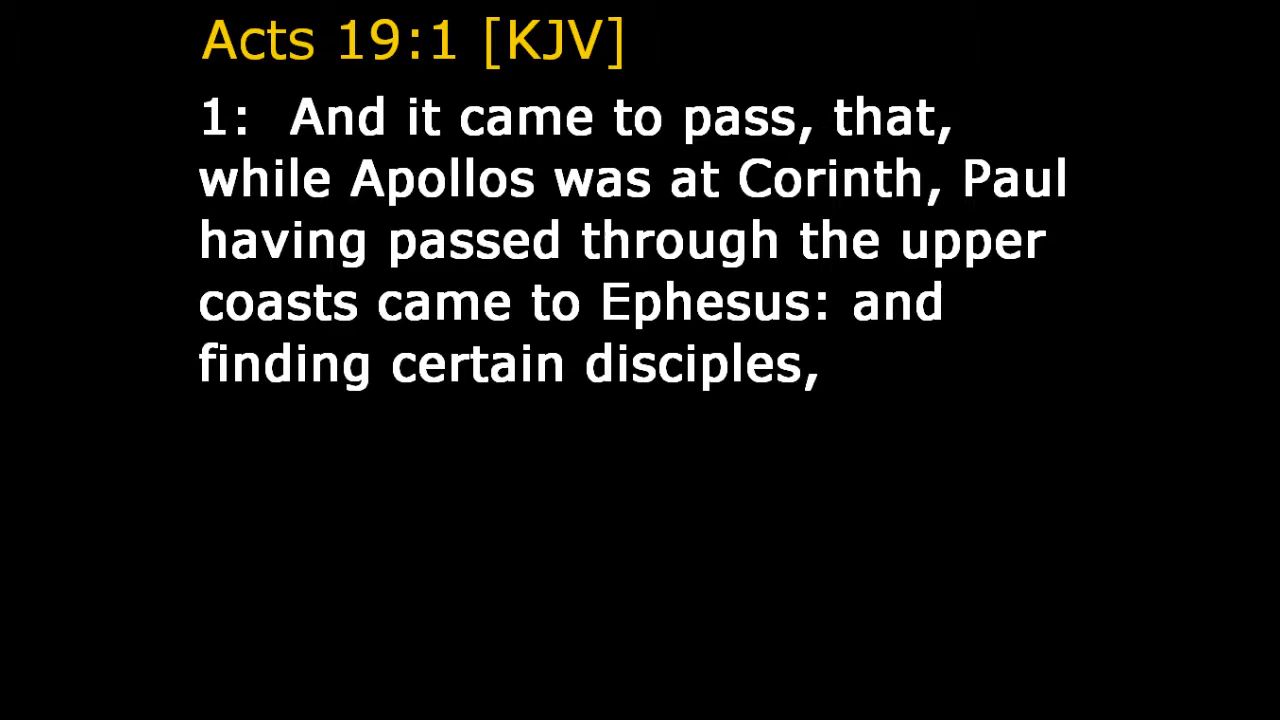 Acts 19:1 [KJV]
1: And it came to pass, that,
while Apollos was at Corinth, Paul
having passed through the upper
coasts came to Ephesus: and
finding certain disciples,